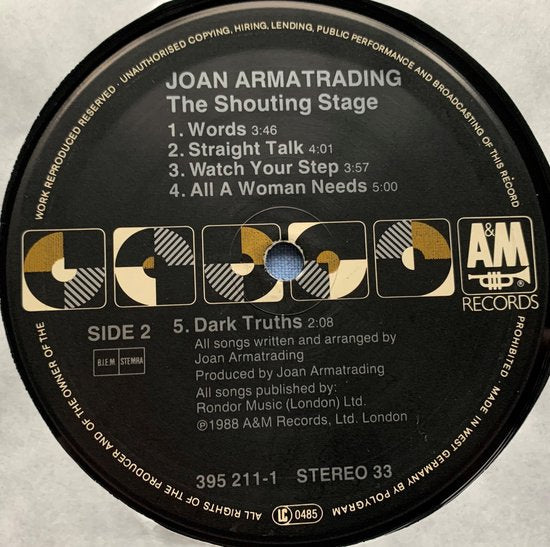 WORK REPRODUCED RESERVED · UNAUTHORISED COPYING, HIRING, LENDING, PUBLIC PERFORMANCE AND BROADCASTING OF THIS RECORD
JOAN ARMATRADING
The Shouting Stage
1. Words 3:46
2. Straight Talk 4:01
3. Watch Your Step 3:57
4. All A Woman Needs 5:00
A&M
®
RECORDS
SIDE 2
B.I.E.M. STEMRA
5. Dark Truths 2:08
All songs written and arranged by
Joan Armatrading
Produced by Joan Armatrading
All songs published by:
Rondor Music (London) Ltd.
℗1988 A&M Records, Ltd. London
395 211-1 STEREO 33
LC 0485
PROHIBITED · MADE IN WEST GERMANY BY POLYGRAM
ALL RIGHTS OF THE PRODUCER AND OF THE OWNER OF THE